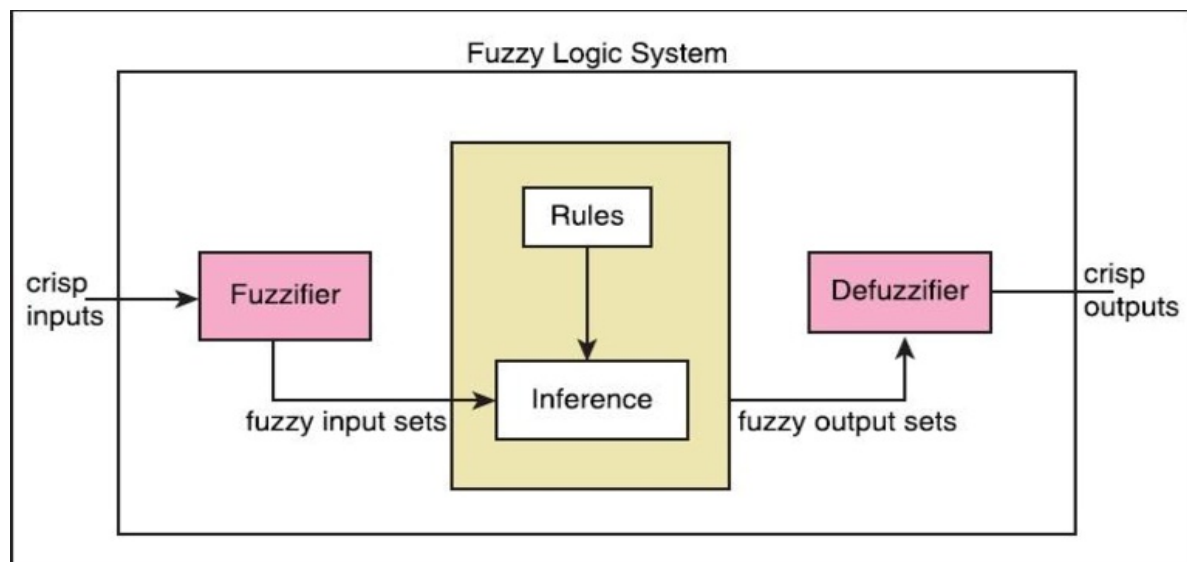 Fuzzy Logic System
Rules
crisp
inputs
Fuzzifier
Defuzzifier
crisp
outputs
Inference
fuzzy input sets
fuzzy output sets